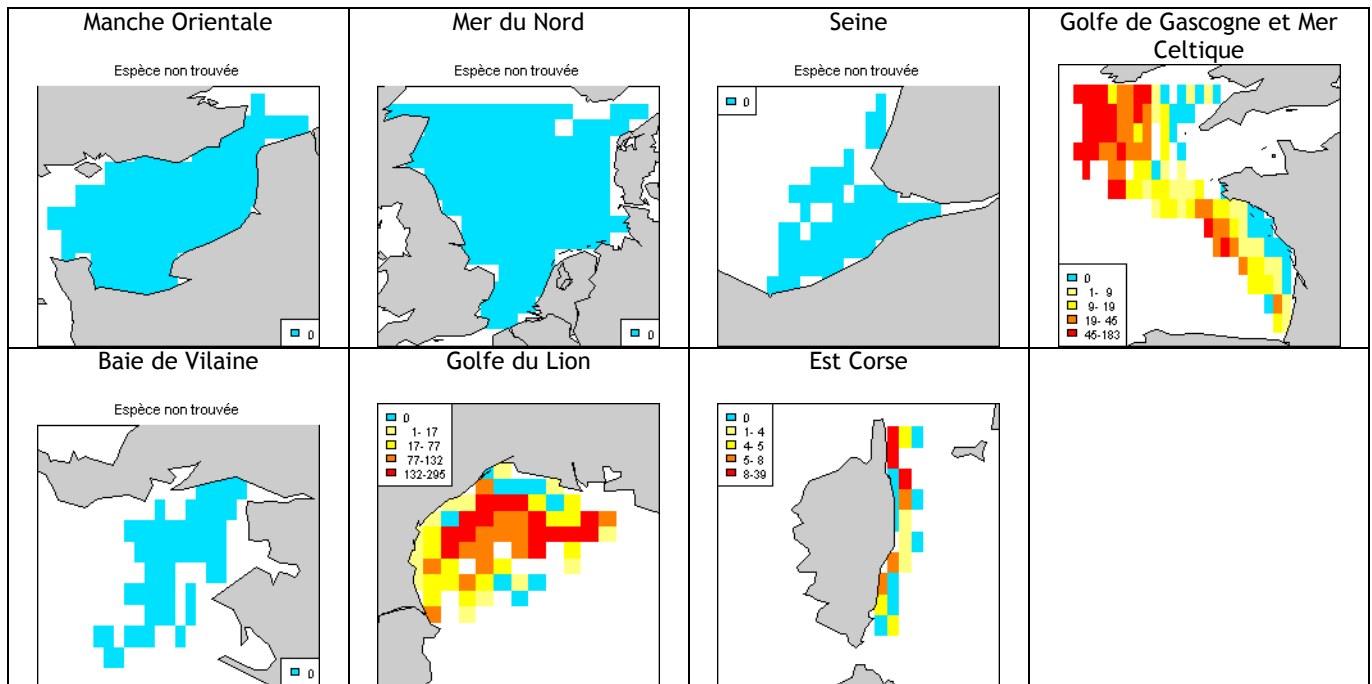 Manche Orientale
Espèce non trouvée
0
Mer du Nord
Espèce non trouvée
0
Seine
Espèce non trouvée
0
Golfe de Gascogne et Mer
Celtique
0
1- 9
9- 19
19- 45
45-183
Baie de Vilaine
Espèce non trouvée
0
Golfe du Lion
0
1- 17
17- 77
77-132
132-295
Est Corse
0
1- 4
4- 5
5- 8
8-39